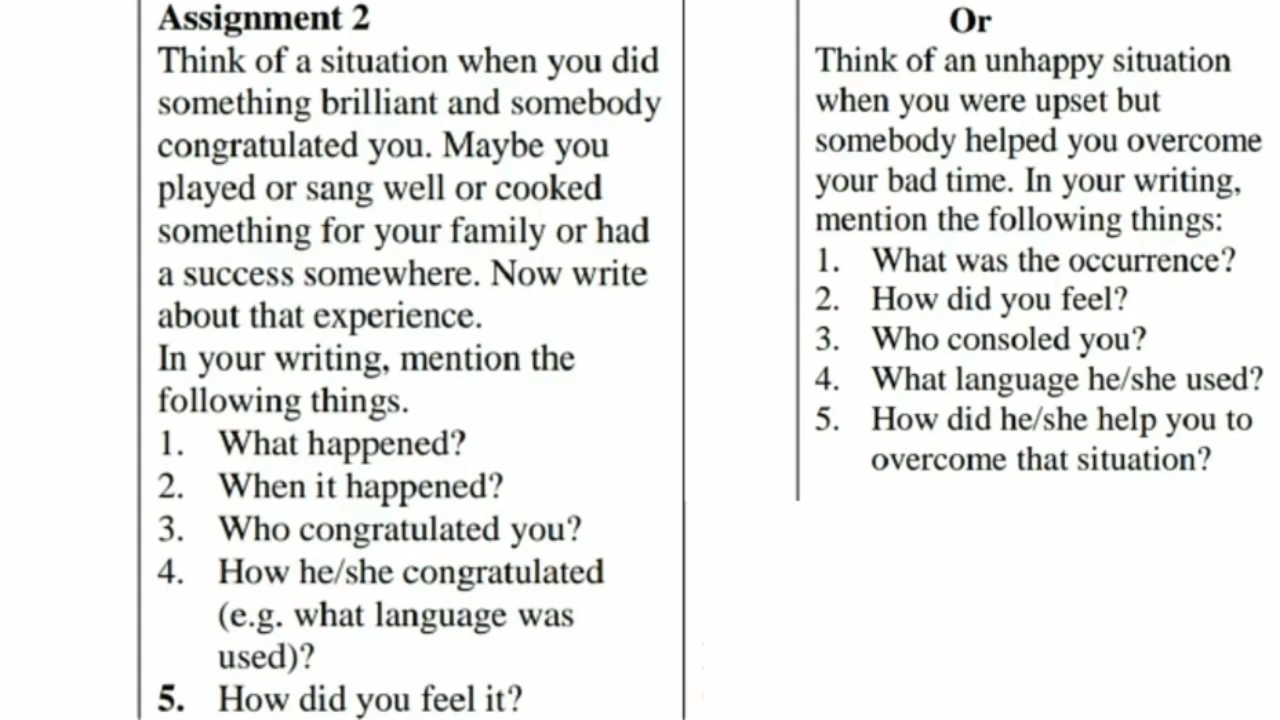 Assignment 2
Think of a situation when you did
something brilliant and somebody
congratulated you. Maybe you
played or sang well or cooked
something for your family or had
a success somewhere. Now write
about that experience.
In your writing, mention the
following things.
1. What happened?
2. When it happened?
3. Who congratulated you?
4. How he/she congratulated
(e.g. what language was
used)?
5. How did you feel it?
Or
Think of an unhappy situation
when you were upset but
somebody helped you overcome
your bad time. In your writing,
mention the following things:
1. What was the occurrence?
2. How did you feel?
3. Who consoled you?
4. What language he/she used?
5. How did he/she help you to
overcome that situation?